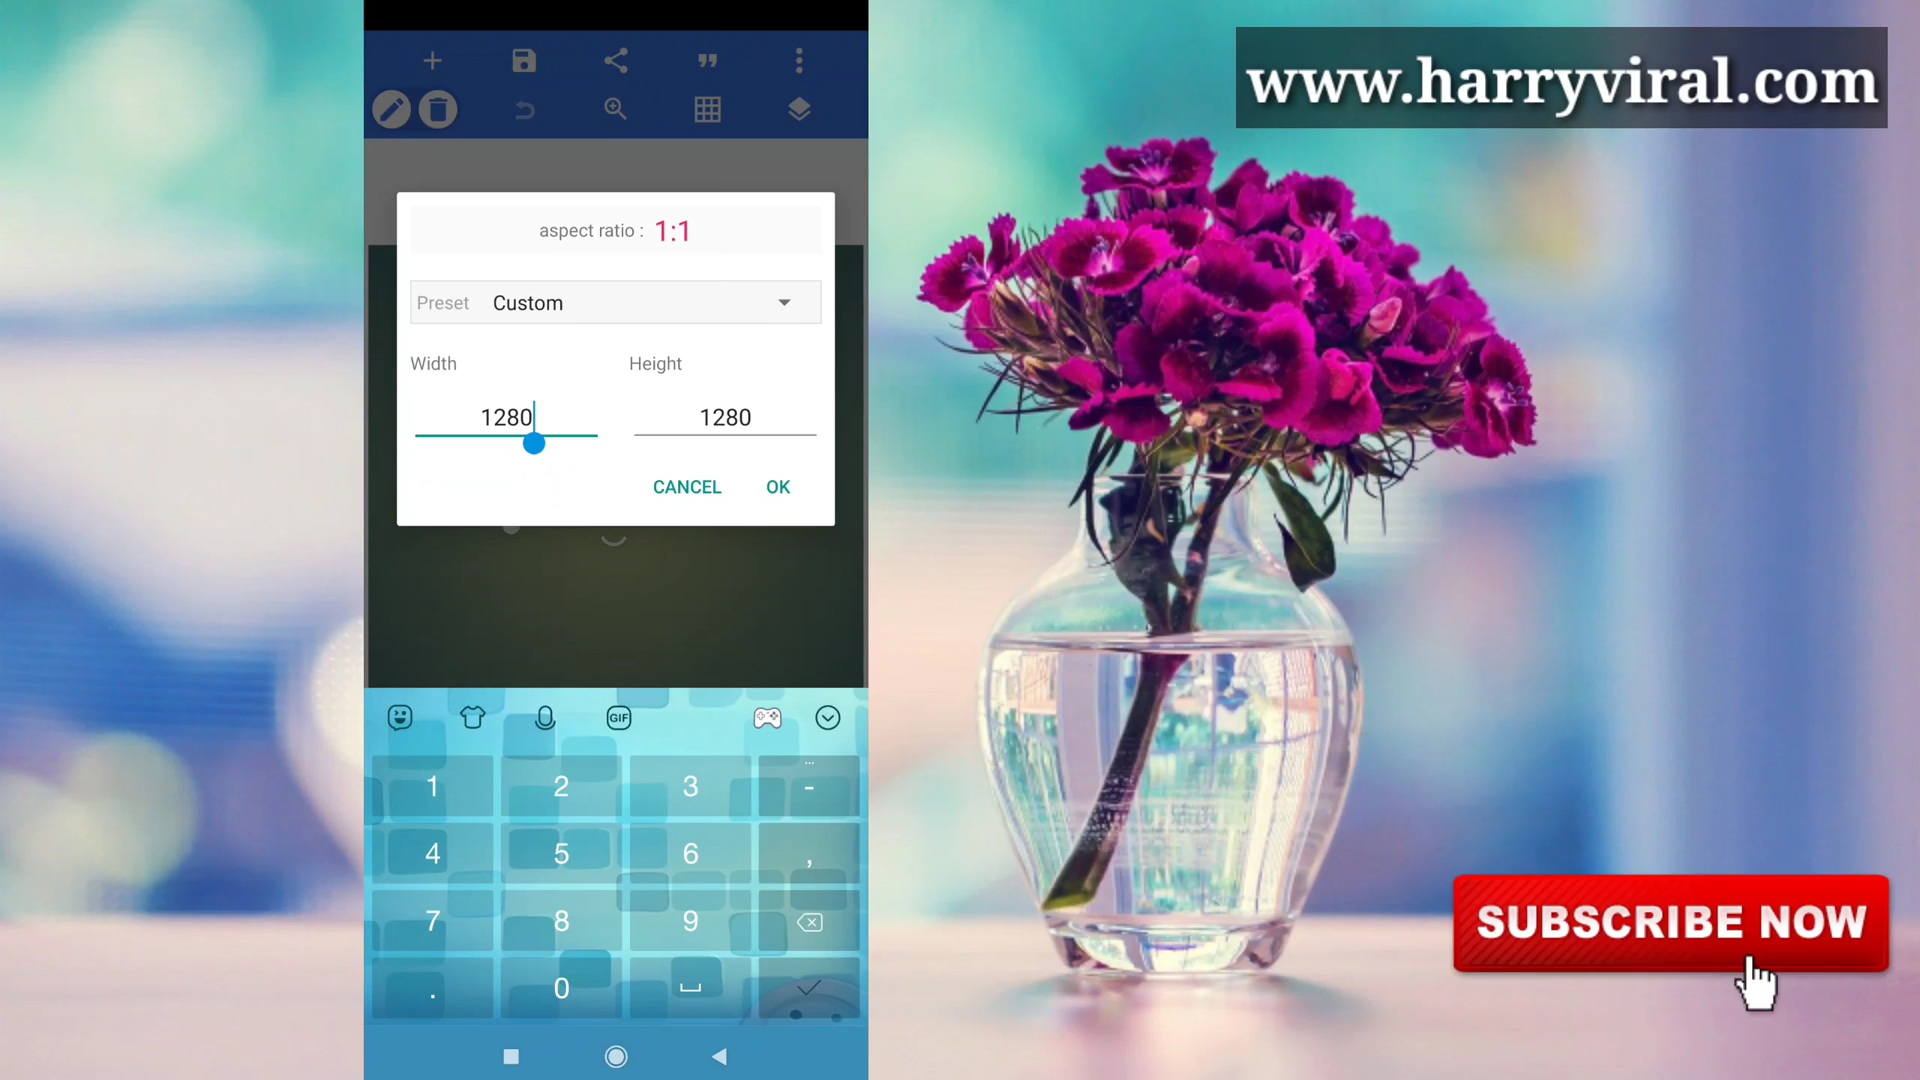 www.harryviral.com
aspect ratio : 1:1
Preset Custom
Width Height
1280 1280
CANCEL OK
GIF
1 2 3 -
4 5 6 ,
7 8 9
. 0
SUBSCRIBE NOW